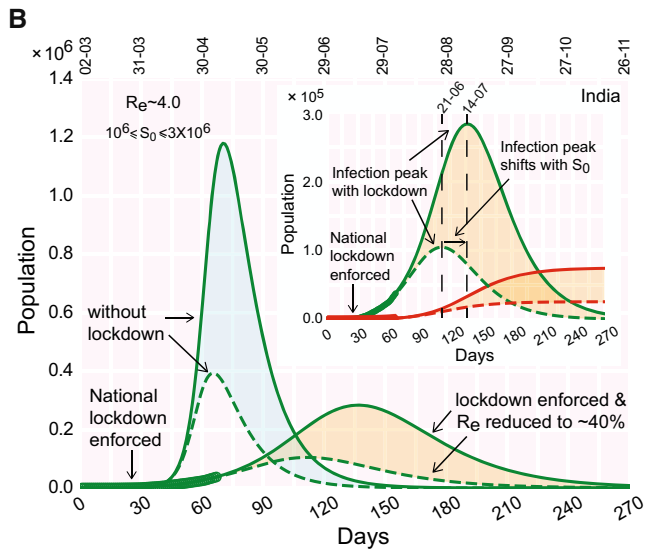 B
× 10⁶
02-03
31-03
30-04
30-05
29-06
29-07
28-08
27-09
27-10
26-11
1.4
1.2
1.0
0.8
0.6
0.4
0.2
0.0
Population
Re~4.0
10⁶⩽S₀⩽3X10⁶
without
lockdown
National
lockdown
enforced
lockdown enforced &
Re reduced to ~40%
0
30
60
90
120
150
180
210
240
270
Days
× 10⁵
India
21-06
14-07
3.0
2.0
1.0
0.0
Population
Infection peak
with lockdown
Infection peak
shifts with S₀
National
lockdown
enforced
0
30
60
90
120
150
180
210
240
270
Days